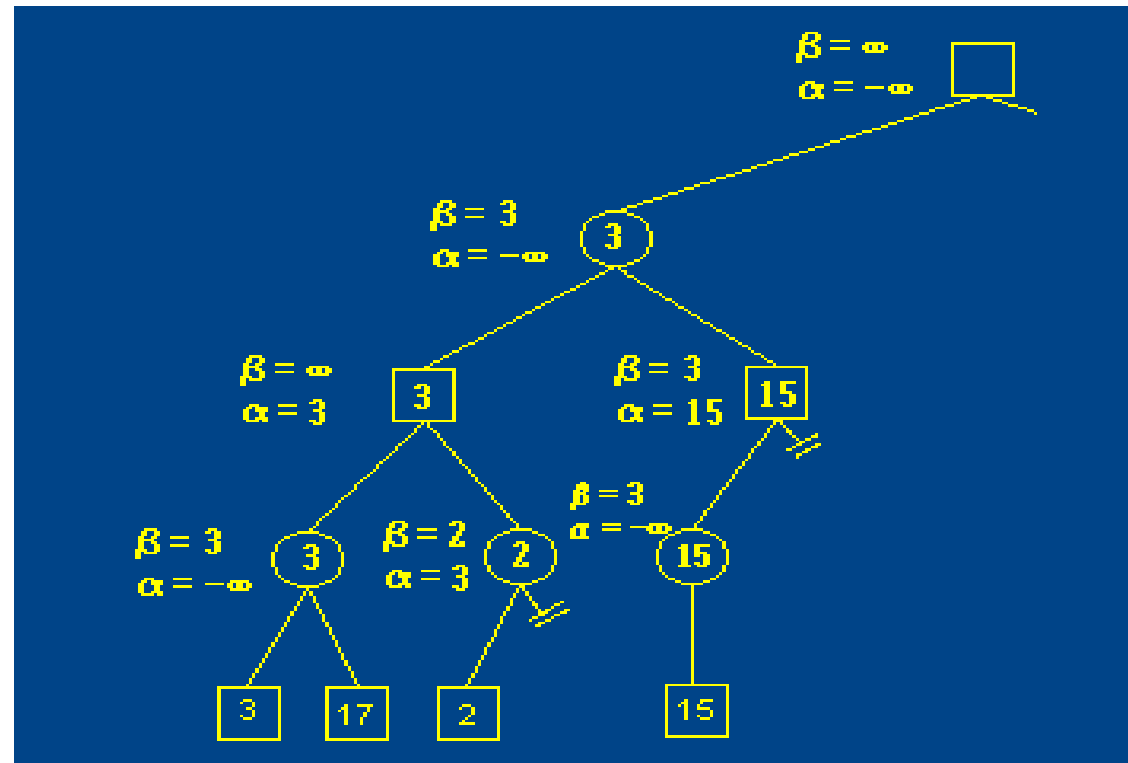 β = ∞
α = −∞
β = 3
α = −∞
3
β = ∞
α = 3
3
β = 3
α = 15
15
β = 3
α = −∞
3
β = 2
α = 3
2
β = 3
α = −∞
15
3
17
2
15